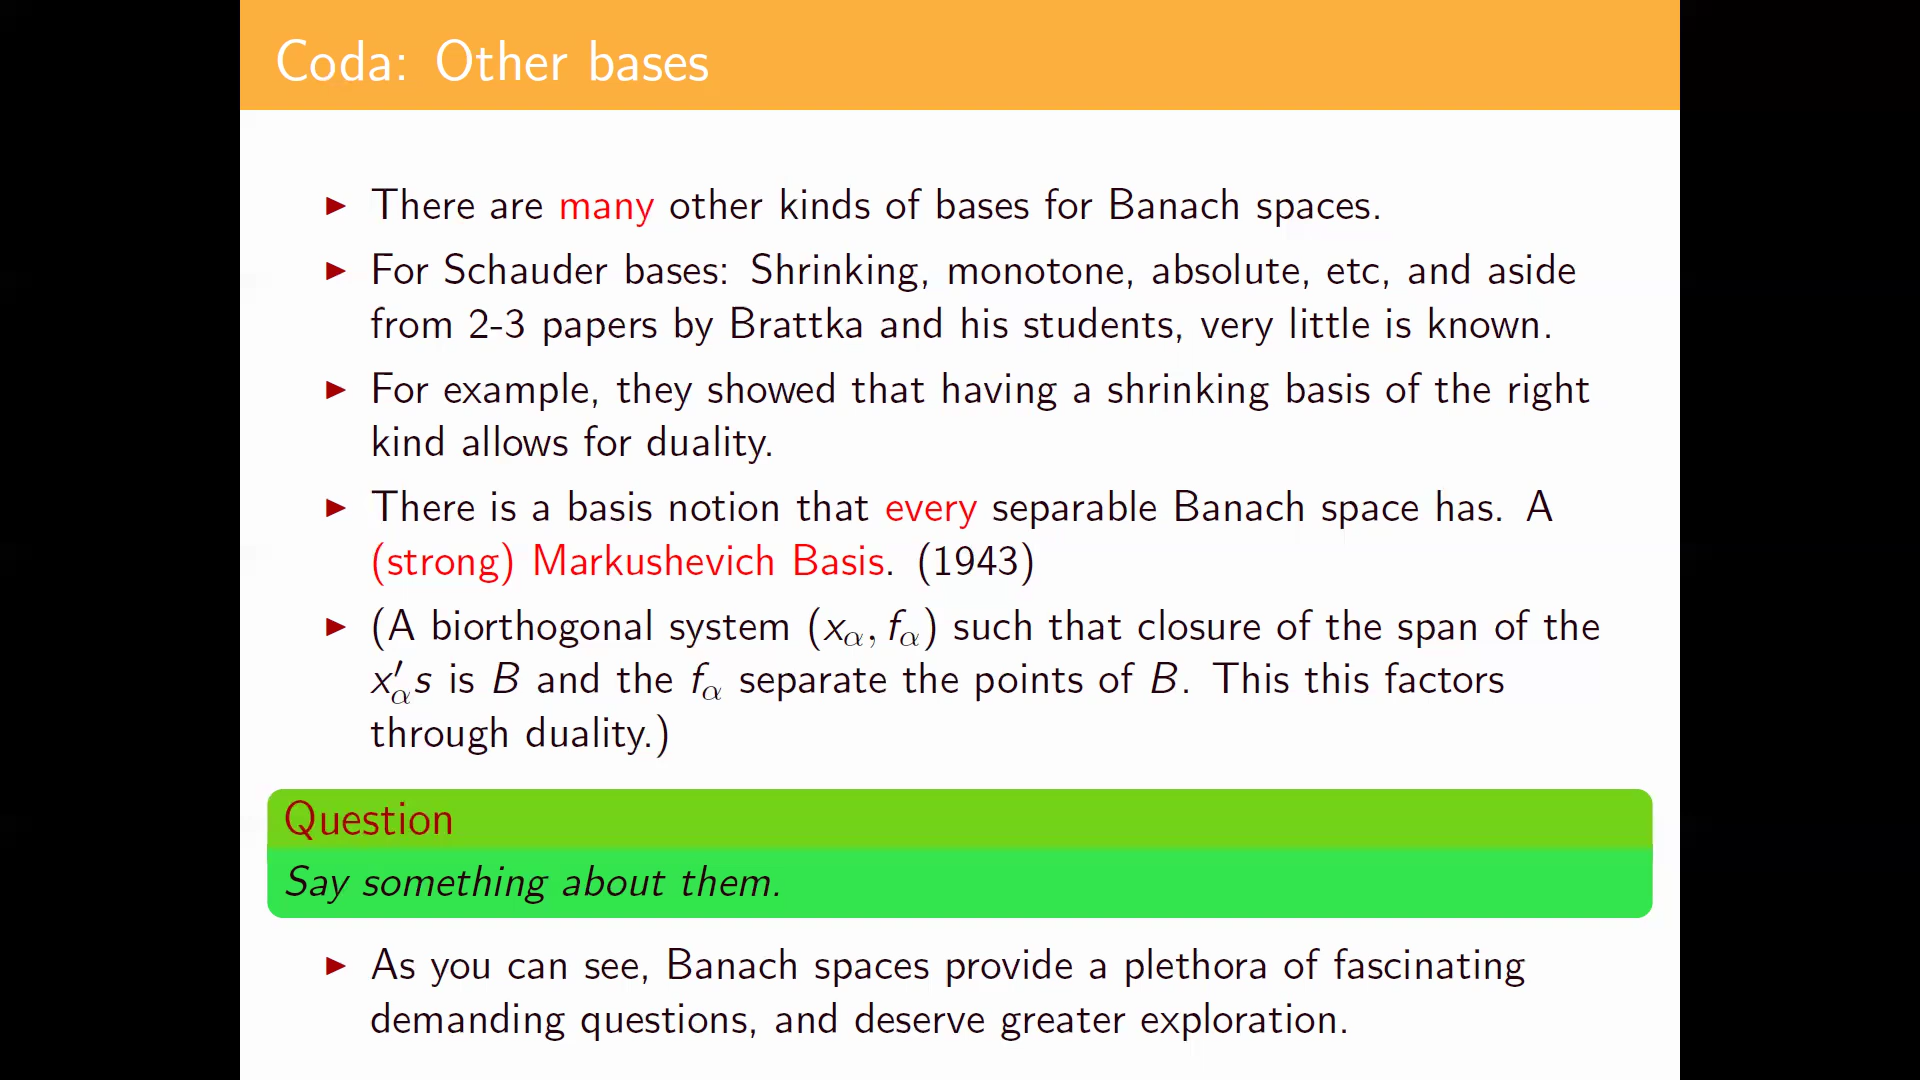 Coda: Other bases
▶ There are many other kinds of bases for Banach spaces.
▶ For Schauder bases: Shrinking, monotone, absolute, etc, and aside
from 2-3 papers by Brattka and his students, very little is known.
▶ For example, they showed that having a shrinking basis of the right
kind allows for duality.
▶ There is a basis notion that every separable Banach space has. A
(strong) Markushevich Basis. (1943)
▶ (A biorthogonal system (x_α, f_α) such that closure of the span of the
x′_α s is B and the f_α separate the points of B. This this factors
through duality.)
Question
Say something about them.
▶ As you can see, Banach spaces provide a plethora of fascinating
demanding questions, and deserve greater exploration.